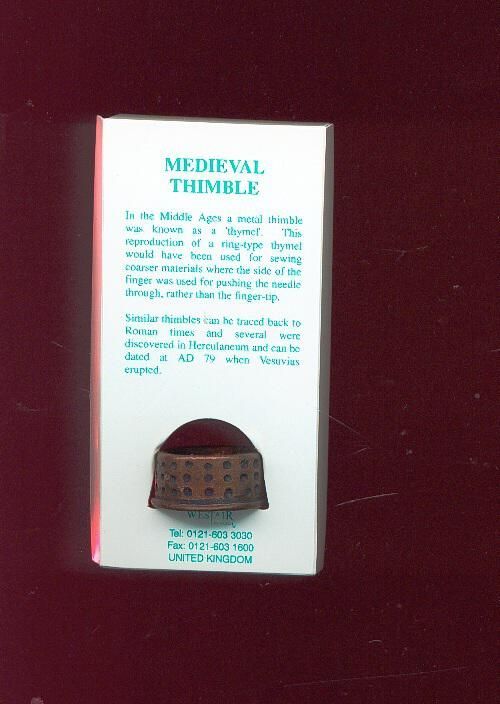 MEDIEVAL
THIMBLE
In the Middle Ages a metal thimble
was known as a 'thymel'. This
reproduction of a ring-type thymel
would have been used for sewing
coarser materials where the side of the
finger was used for pushing the needle
through, rather than the finger-tip.
Similar thimbles can be traced back to
Roman times and several were
discovered in Herculaneum and can be
dated at AD 79 when Vesuvius
erupted.
WESTAIR
Tel: 0121-603 3030
Fax: 0121-603 1600
UNITED KINGDOM